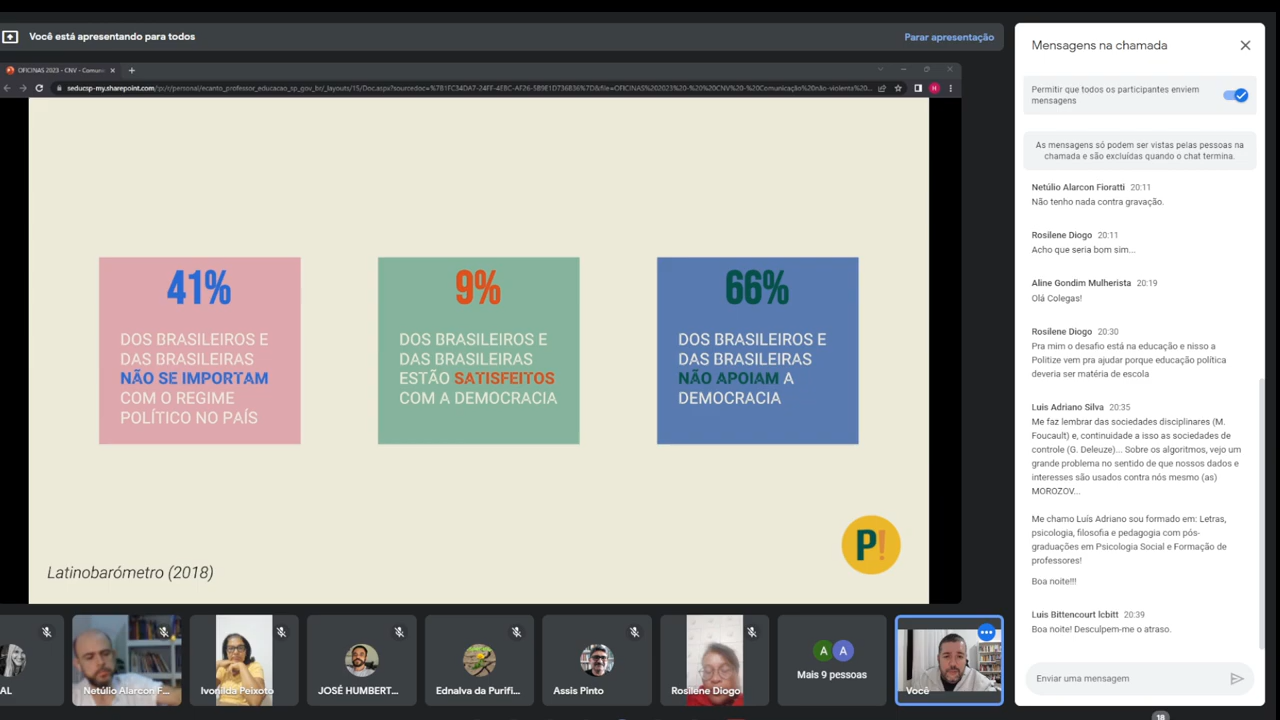 Você está apresentando para todos
Parar apresentação
OFICINAS 2023 - CNV - Comuni
41%
DOS BRASILEIROS E
DAS BRASILEIRAS
NÃO SE IMPORTAM
COM O REGIME
POLÍTICO NO PAÍS
9%
DOS BRASILEIROS E
DAS BRASILEIRAS
ESTÃO SATISFEITOS
COM A DEMOCRACIA
66%
DOS BRASILEIROS E
DAS BRASILEIRAS
NÃO APOIAM A
DEMOCRACIA
P!
Latinobarómetro (2018)
AL
Netúlio Alarcon F...
Ivonilda Peixoto
JOSÉ HUMBERT...
Ednalva da Purifi...
Assis Pinto
Rosilene Diogo
A A
Mais 9 pessoas
Você
Mensagens na chamada
Permitir que todos os participantes enviem
mensagens
As mensagens só podem ser vistas pelas pessoas na
chamada e são excluídas quando o chat termina.
Netúlio Alarcon Fioratti 20:11
Não tenho nada contra gravação.
Rosilene Diogo 20:11
Acho que seria bom sim...
Aline Gondim Mulherista 20:19
Olá Colegas!
Rosilene Diogo 20:30
Pra mim o desafio está na educação e nisso a
Politize vem pra ajudar porque educação política
deveria ser matéria de escola
Luis Adriano Silva 20:35
Me faz lembrar das sociedades disciplinares (M.
Foucault) e, continuidade a isso as sociedades de
controle (G. Deleuze)... Sobre os algoritmos, vejo um
grande problema no sentido de que nossos dados e
interesses são usados contra nós mesmo (as)
MOROZOV...
Me chamo Luís Adriano sou formado em: Letras,
psicologia, filosofia e pedagogia com pós-
graduações em Psicologia Social e Formação de
professores!
Boa noite!!!
Luis Bittencourt Icbitt 20:39
Boa noite! Desculpem-me o atraso.
Enviar uma mensagem
18